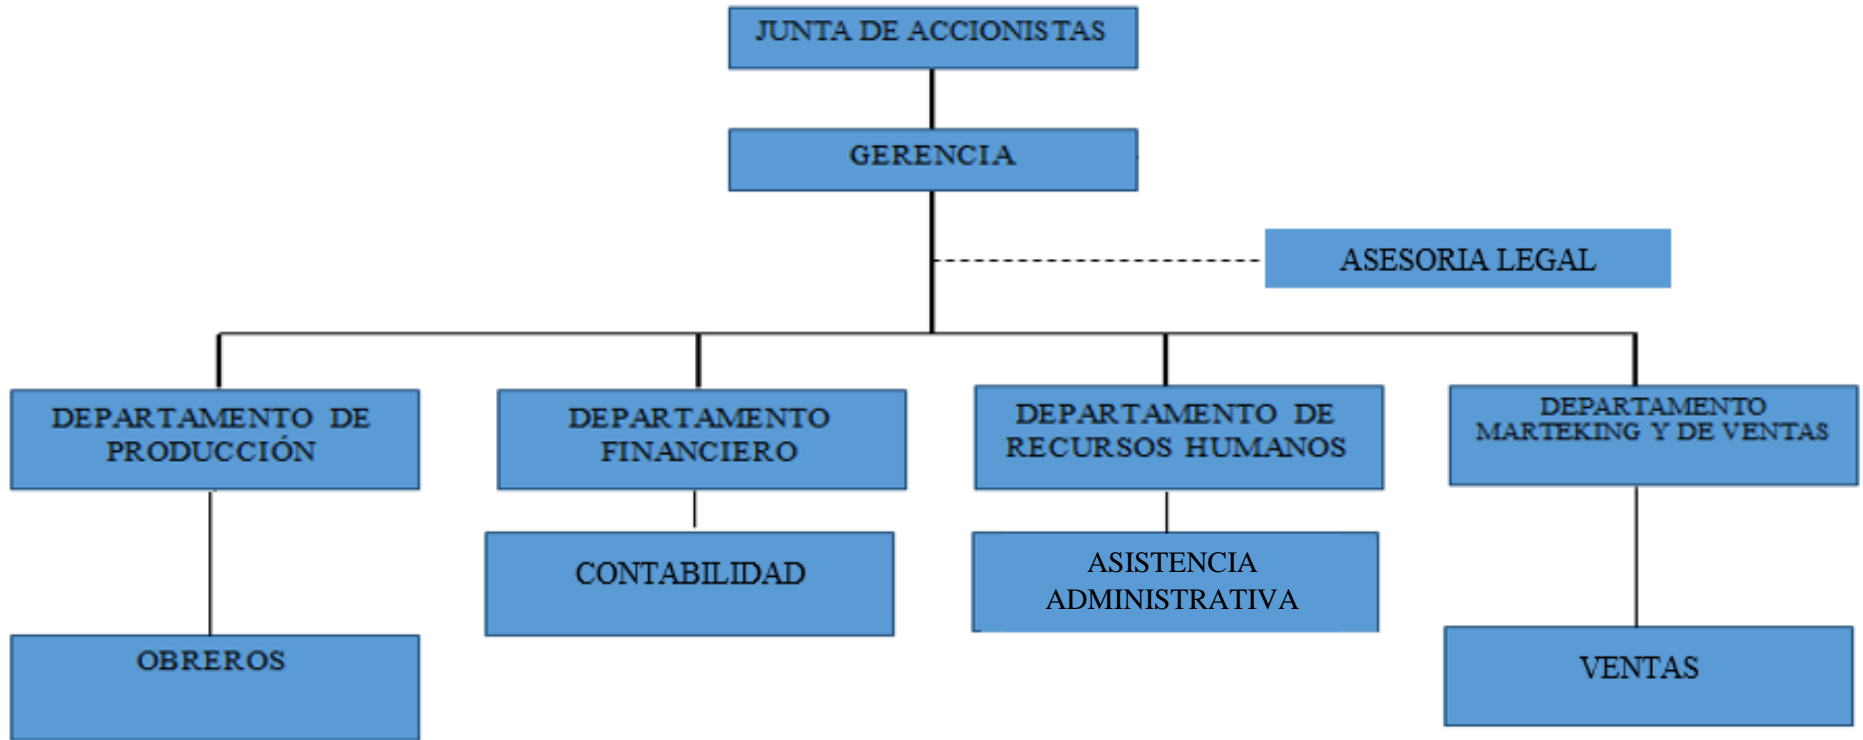 JUNTA DE ACCIONISTAS
GERENCIA
ASESORIA LEGAL
DEPARTAMENTO DE
PRODUCCIÓN
DEPARTAMENTO
FINANCIERO
DEPARTAMENTO DE
RECURSOS HUMANOS
DEPARTAMENTO
MARTEKING Y DE VENTAS
OBREROS
CONTABILIDAD
ASISTENCIA
ADMINISTRATIVA
VENTAS